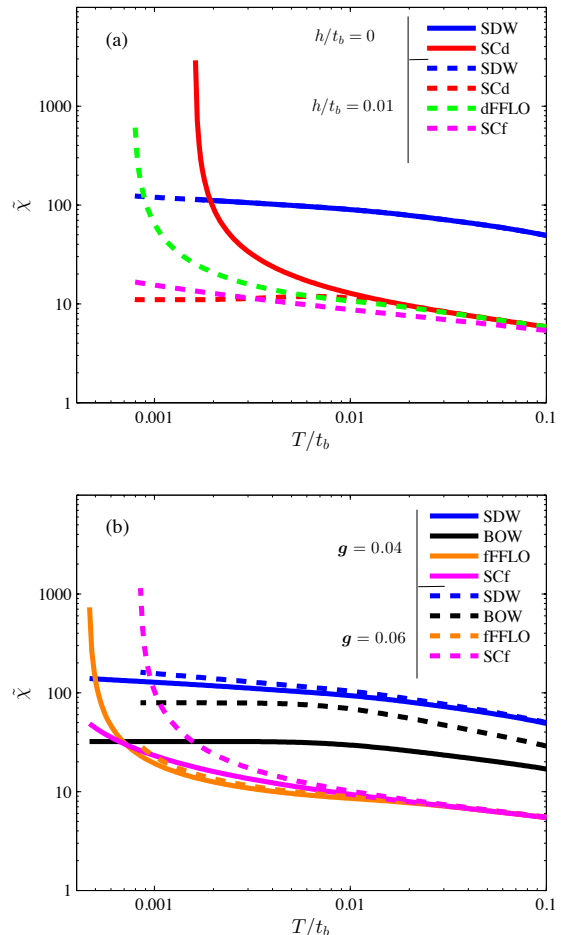 (a)
h/t_b = 0
h/t_b = 0.01
SDW
SCd
SDW
SCd
dFFLO
SCf
1000
100
10
1
χ̃
0.001
0.01
0.1
T/t_b
(b)
g = 0.04
g = 0.06
SDW
BOW
fFFLO
SCf
SDW
BOW
fFFLO
SCf
1000
100
10
1
χ̃
0.001
0.01
0.1
T/t_b